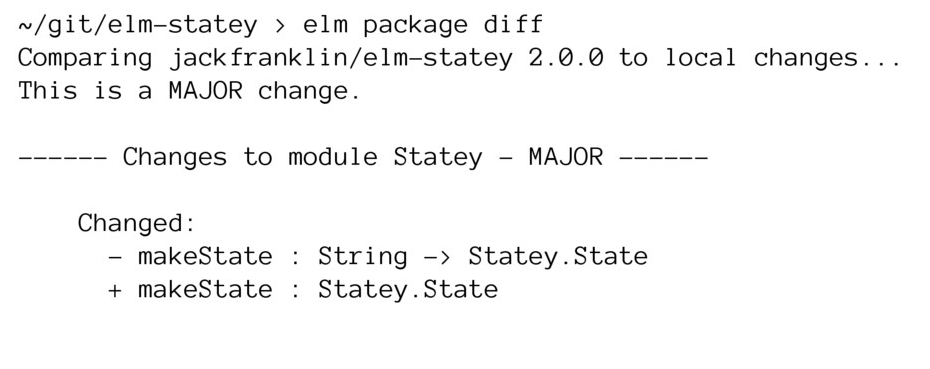 ~/git/elm-statey > elm package diff
Comparing jackfranklin/elm-statey 2.0.0 to local changes...
This is a MAJOR change.
------ Changes to module Statey - MAJOR ------
Changed:
- makeState : String -> Statey.State
+ makeState : Statey.State